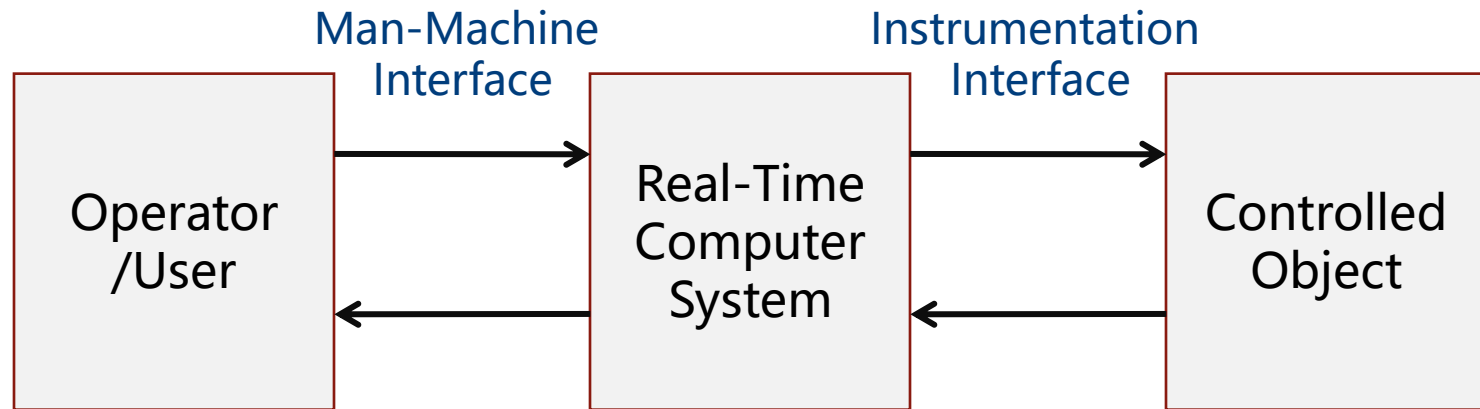 Man-Machine
Interface
Instrumentation
Interface
Operator
/User
Real-Time
Computer
System
Controlled
Object